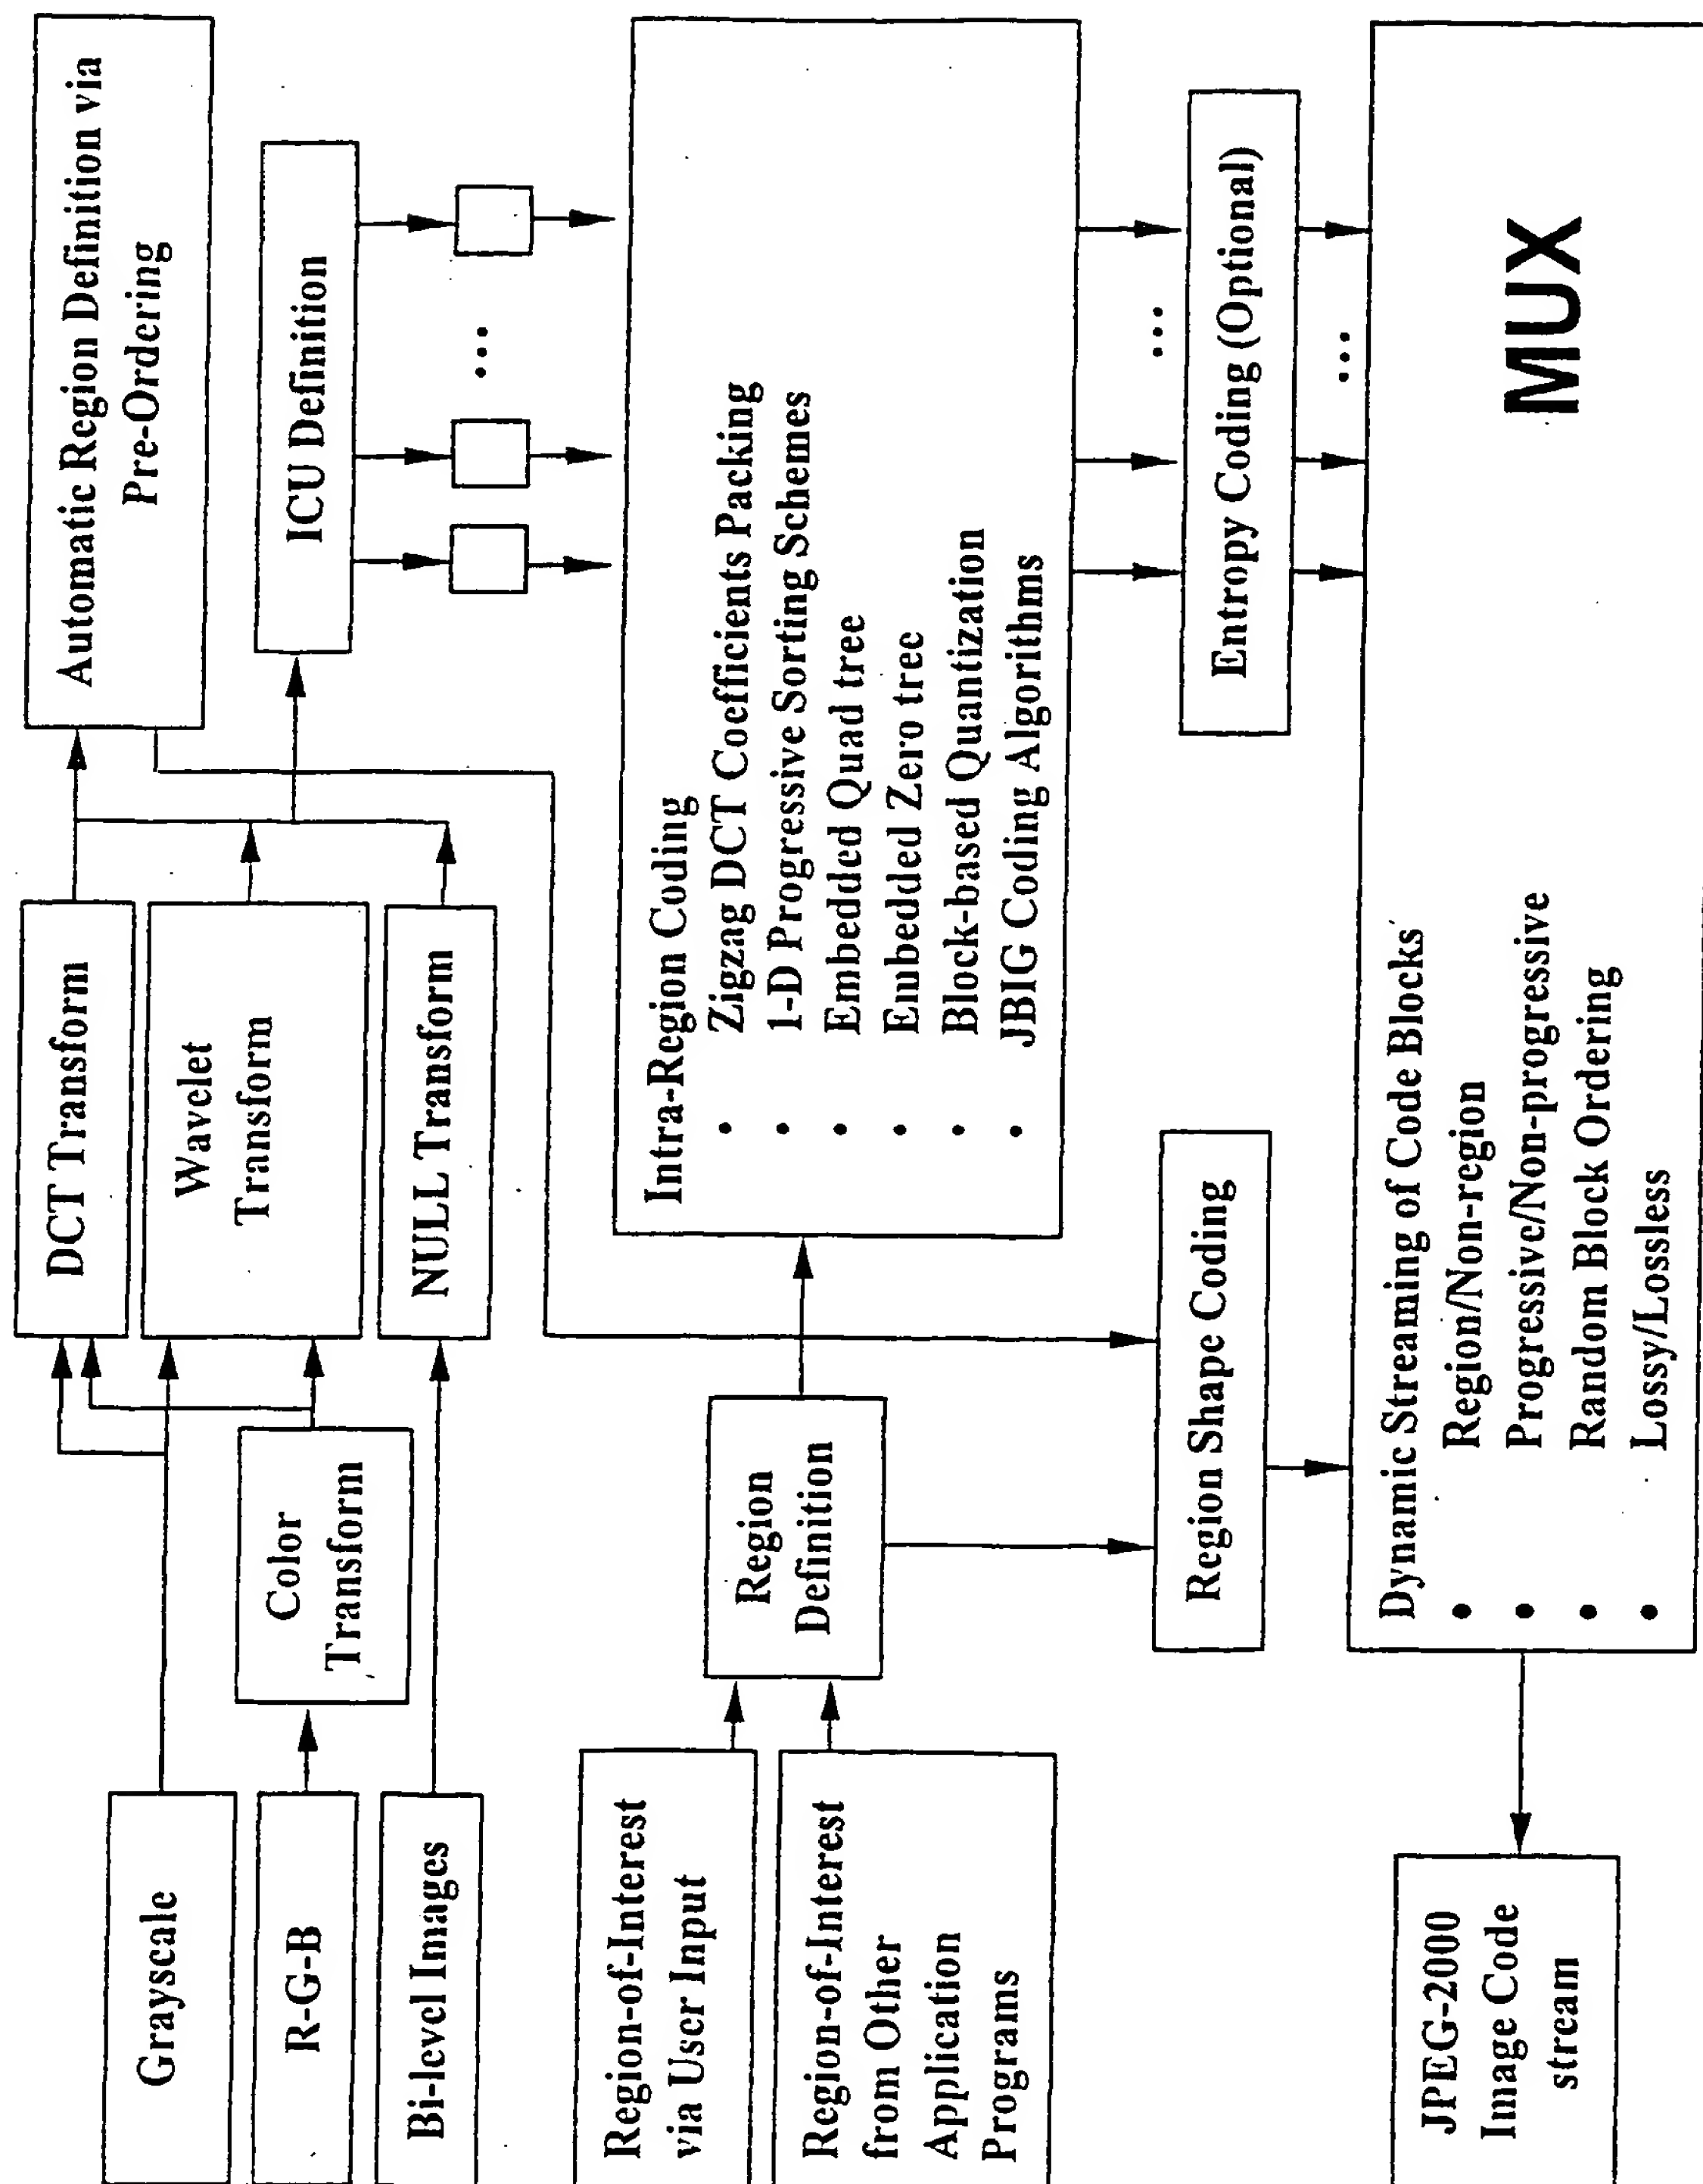 Grayscale
R-G-B
Bi-level Images
Color
Transform
DCT Transform
Wavelet
Transform
NULL Transform
Automatic Region Definition via
Pre-Ordering
ICU Definition
...
Region-of-Interest
via User Input
Region-of-Interest
from Other
Application
Programs
Region
Definition
Intra-Region Coding
• Zigzag DCT Coefficients Packing
• 1-D Progressive Sorting Schemes
• Embedded Quad tree
• Embedded Zero tree
• Block-based Quantization
• JBIG Coding Algorithms
...
Region Shape Coding
Entropy Coding (Optional)
...
Dynamic Streaming of Code Blocks
• Region/Non-region
• Progressive/Non-progressive
• Random Block Ordering
• Lossy/Lossless
MUX
JPEG-2000
Image Code
stream